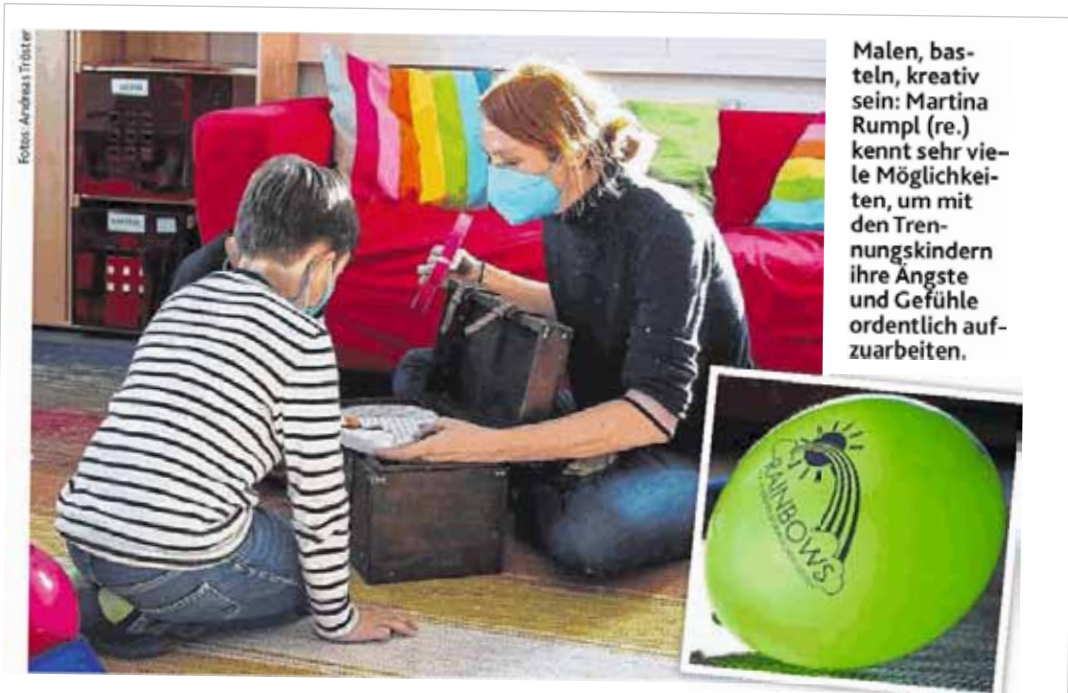 Fotos: Andreas Tröster
Malen, bas-
teln, kreativ
sein: Martina
Rumpl (re.)
kennt sehr vie-
le Möglichkei-
ten, um mit
den Tren-
nungskindern
ihre Ängste
und Gefühle
ordentlich auf-
zuarbeiten.
RAINBOWS